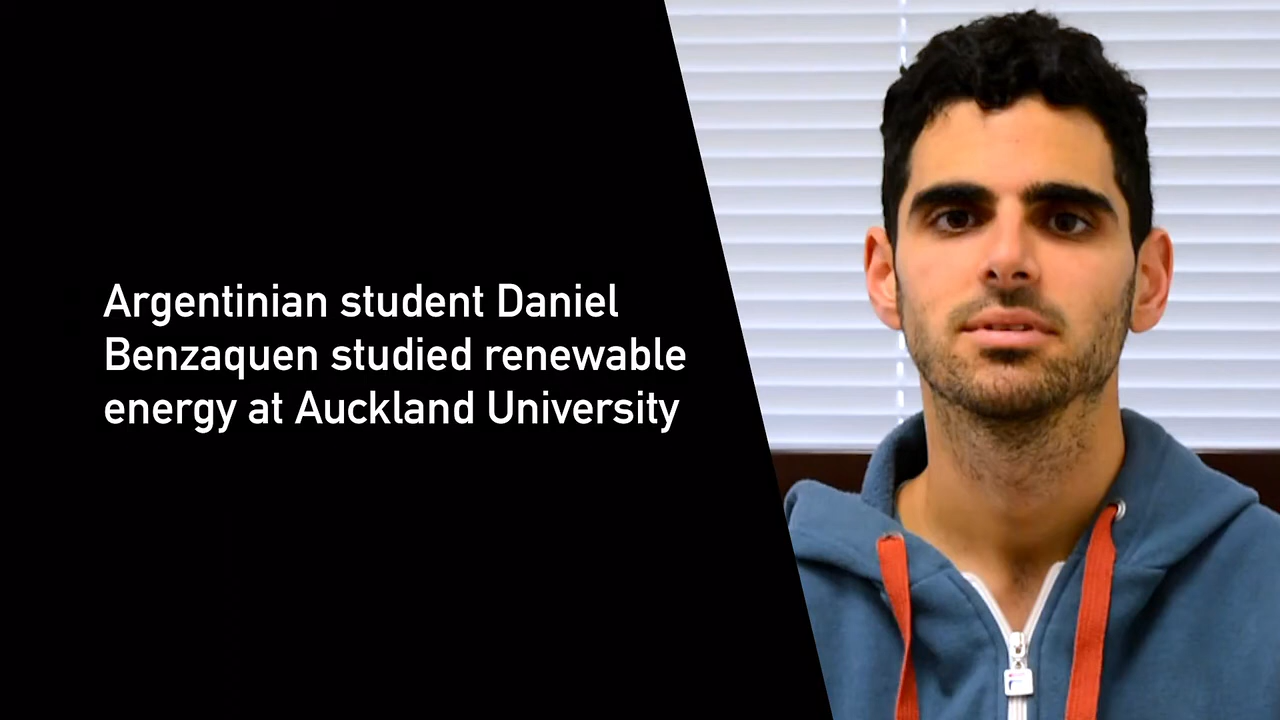 Argentinian student Daniel
Benzaquen studied renewable
energy at Auckland University